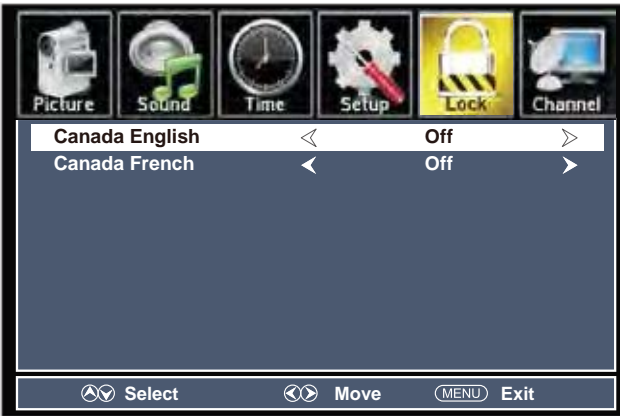 Picture Sound Time Setup Lock Channel
Canada English Off
Canada French Off
Select Move MENU Exit